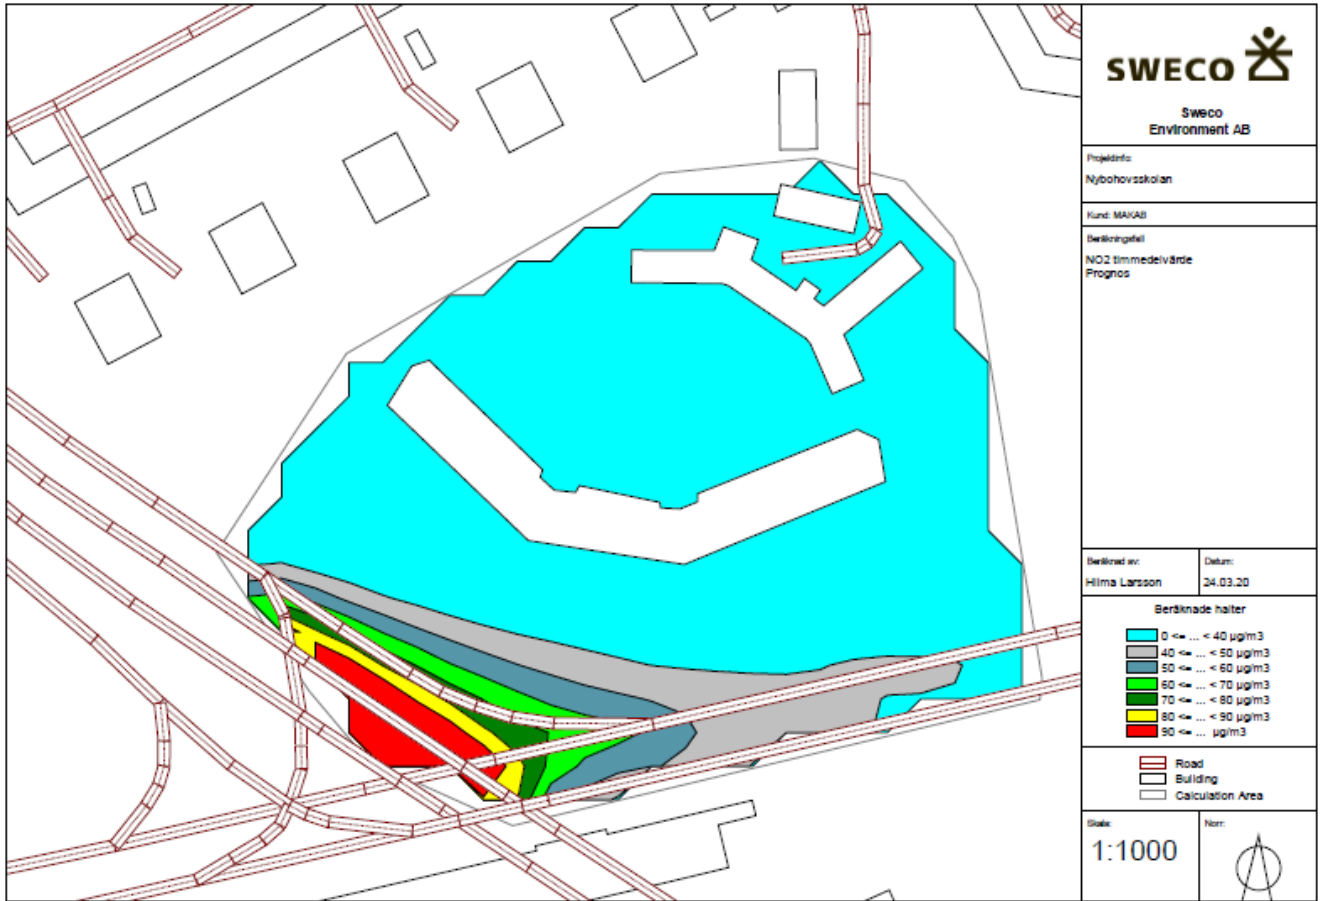 SWECO
Sweco
Environment AB
Projektinfo:
Nybohovsskolan
Kund: MAKAB
Beräkningsfall
NO2 timmedelvärde
Prognos
Beräknad av:
Hilma Larsson
Datum:
24.03.20
Beräknade halter
0 <= ... < 40 µg/m3
40 <= ... < 50 µg/m3
50 <= ... < 60 µg/m3
60 <= ... < 70 µg/m3
70 <= ... < 80 µg/m3
80 <= ... < 90 µg/m3
90 <= ... µg/m3
Road
Building
Calculation Area
Skala:
1:1000
Norr: